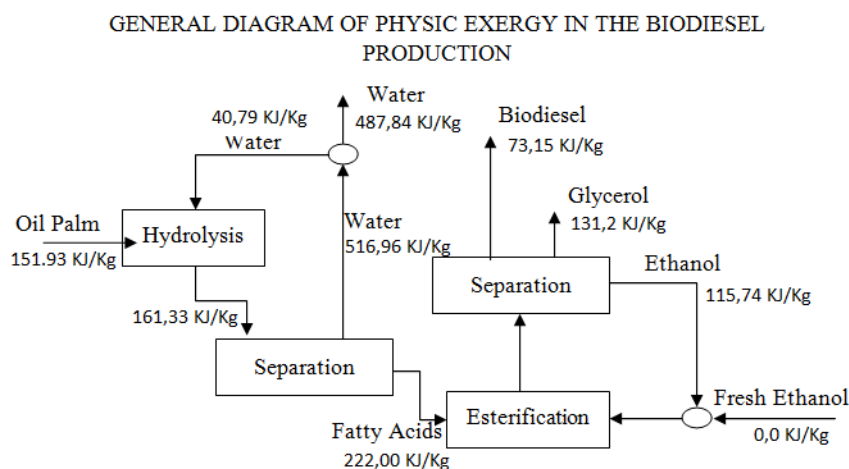 GENERAL DIAGRAM OF PHYSIC EXERGY IN THE BIODIESEL
PRODUCTION
Water
487,84 KJ/Kg
40,79 KJ/Kg
Water
Biodiesel
73,15 KJ/Kg
Glycerol
131,2 KJ/Kg
Oil Palm
151.93 KJ/Kg
Hydrolysis
Water
516,96 KJ/Kg
Separation
Ethanol
115,74 KJ/Kg
161,33 KJ/Kg
Separation
Esterification
Fresh Ethanol
0,0 KJ/Kg
Fatty Acids
222,00 KJ/Kg